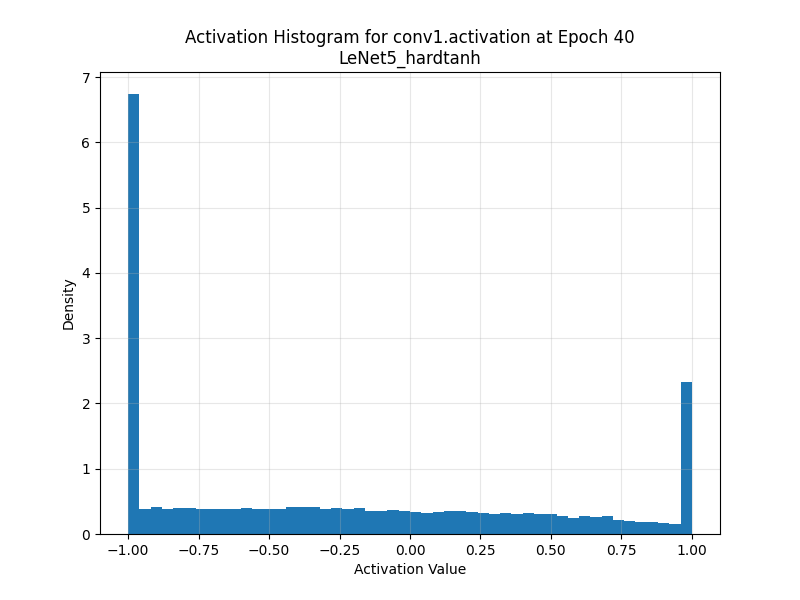 Activation Histogram for conv1.activation at Epoch 40
LeNet5_hardtanh
7
6
5
4
3
2
1
0
Density
−1.00 −0.75 −0.50 −0.25 0.00 0.25 0.50 0.75 1.00
Activation Value